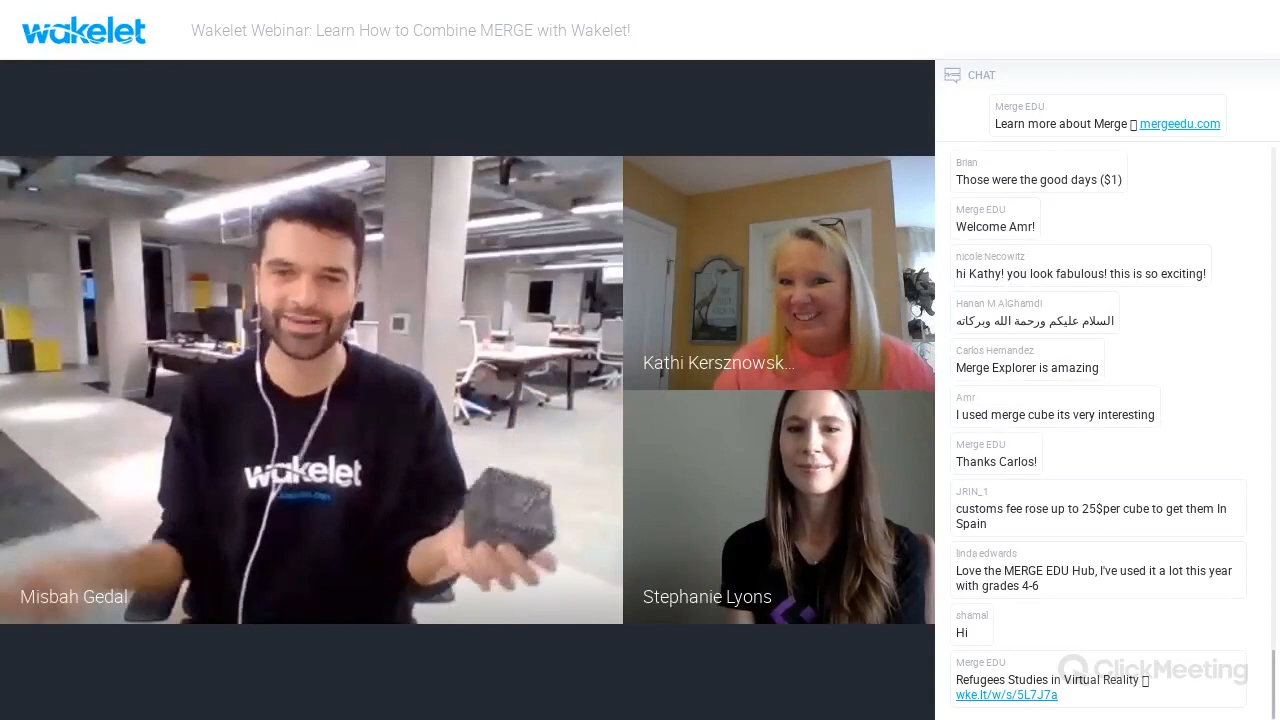 wakelet
Wakelet Webinar: Learn How to Combine MERGE with Wakelet!
wakelet
Misbah Gedal
Kathi Kersznowsk...
Stephanie Lyons
CHAT
Merge EDU
Learn more about Merge mergeedu.com
Brian
Those were the good days ($1)
Merge EDU
Welcome Amr!
nicole Necowitz
hi Kathy! you look fabulous! this is so exciting!
Hanan M AlGhamdi
السلام عليكم ورحمة الله وبركاته
Carlos Hernandez
Merge Explorer is amazing
Amr
I used merge cube its very interesting
Merge EDU
Thanks Carlos!
JRIN_1
customs fee rose up to 25$per cube to get them In
Spain
linda edwards
Love the MERGE EDU Hub, I've used it a lot this year
with grades 4-6
shamal
Hi
Merge EDU
Refugees Studies in Virtual Reality
wke.lt/w/s/5L7J7a
ClickMeeting